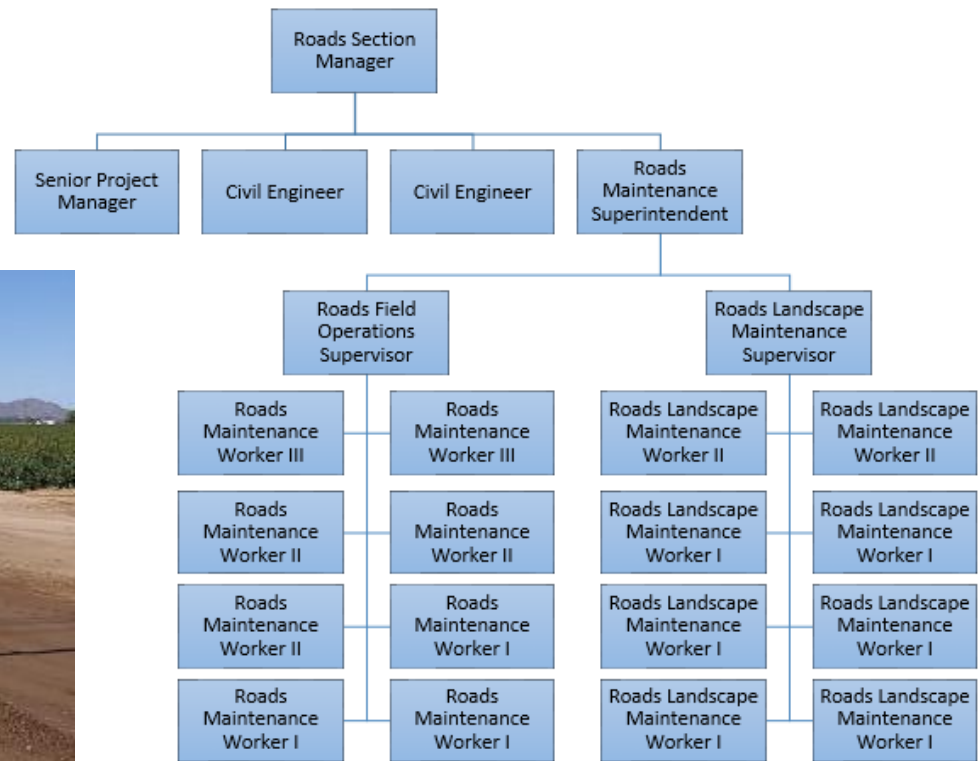 Roads Section
Manager
Senior Project
Manager
Civil Engineer
Civil Engineer
Roads
Maintenance
Superintendent
Roads Field
Operations
Supervisor
Roads Landscape
Maintenance
Supervisor
Roads
Maintenance
Worker III
Roads
Maintenance
Worker III
Roads Landscape
Maintenance
Worker II
Roads Landscape
Maintenance
Worker II
Roads
Maintenance
Worker II
Roads
Maintenance
Worker II
Roads Landscape
Maintenance
Worker I
Roads Landscape
Maintenance
Worker I
Roads
Maintenance
Worker II
Roads
Maintenance
Worker I
Roads Landscape
Maintenance
Worker I
Roads Landscape
Maintenance
Worker I
Roads
Maintenance
Worker I
Roads
Maintenance
Worker I
Roads Landscape
Maintenance
Worker I
Roads Landscape
Maintenance
Worker I